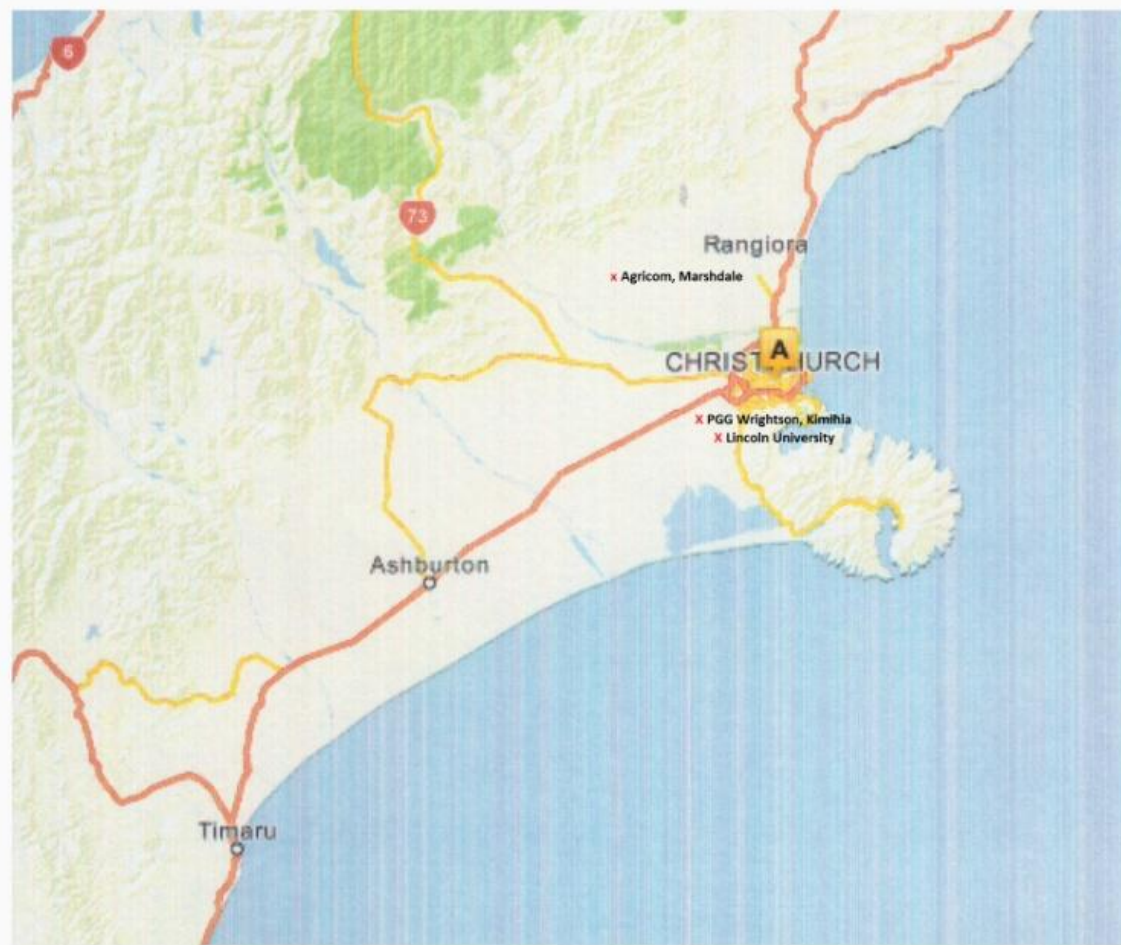 6
73
Rangiora
x Agricom, Marshdale
A
CHRISTCHURCH
x PGG Wrightson, Kimihia
X Lincoln University
Ashburton
Timaru